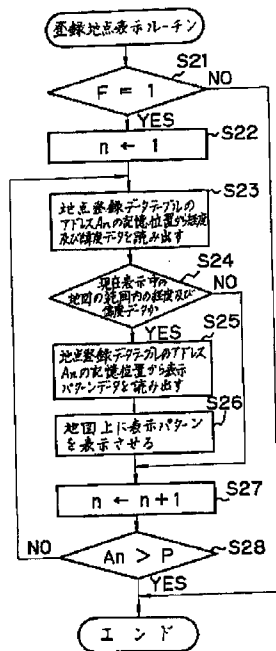 登録地点表示ルーチン
S21
F = 1
NO
YES
S22
n ← 1
S23
地点登録データテーブルの
アドレスAnの記憶位置から経度
及び緯度データを読み出す
S24
現在表示中の
地図の範囲内の経度及び
緯度データか
NO
YES
S25
地点登録データテーブルのアドレス
Anの記憶位置から表示
パターンデータを読み出す
S26
地図上に表示パターン
を表示させる
S27
n ← n+1
NO
An > P
S28
YES
エンド